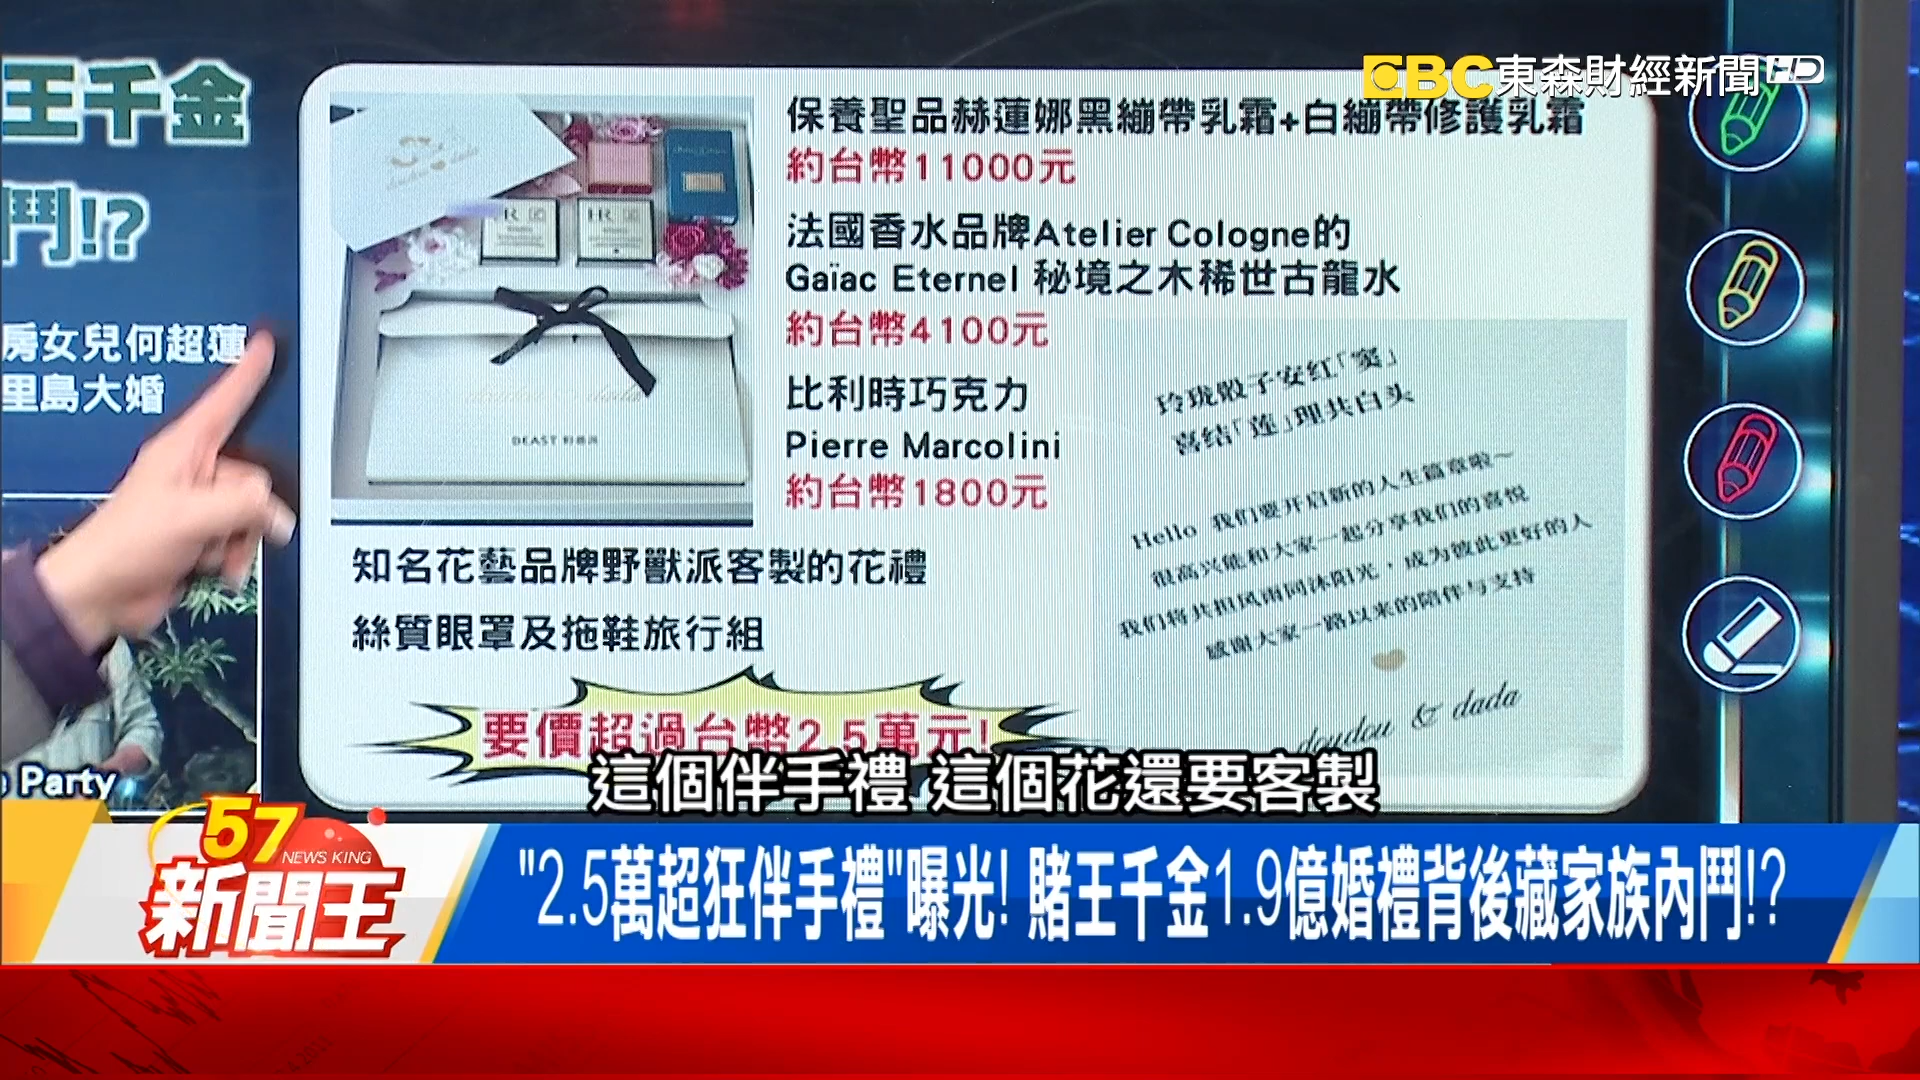 EBC東森財經新聞HD
王千金
鬥!?
房女兒何超蓮
里島大婚
Party
保養聖品赫蓮娜黑繃帶乳霜+白繃帶修護乳霜
約台幣11000元
法國香水品牌Atelier Cologne的
Gaïac Eternel 秘境之木稀世古龍水
約台幣4100元
比利時巧克力
Pierre Marcolini
約台幣1800元
知名花藝品牌野獸派客製的花禮
絲質眼罩及拖鞋旅行組
要價超過台幣2.5萬元!
HR
玲珑骰子安红「窦」
喜结「莲」理共白头
Hello 我们要开启新的人生篇章啦~
很高兴能和大家一起分享我们的喜悦
我们将共担风雨同沐阳光，成为彼此更好的人
感谢大家一路以来的陪伴与支持
doudou & dada
這個伴手禮 這個花還要客製
57
NEWS KING
新聞王
"2.5萬超狂伴手禮"曝光! 賭王千金1.9億婚禮背後藏家族內鬥!?